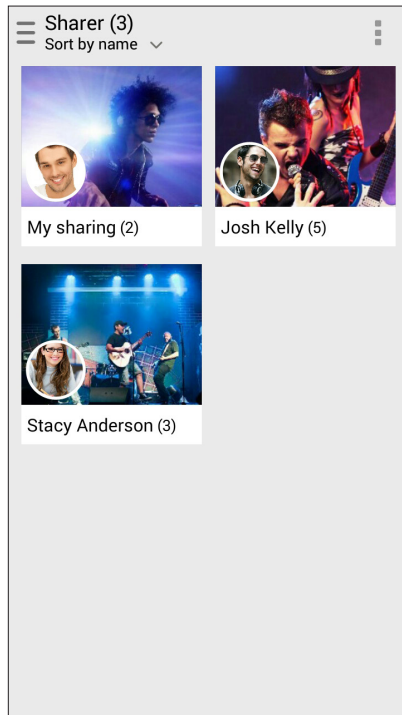 Sharer (3)
Sort by name
My sharing (2)
Josh Kelly (5)
Stacy Anderson (3)